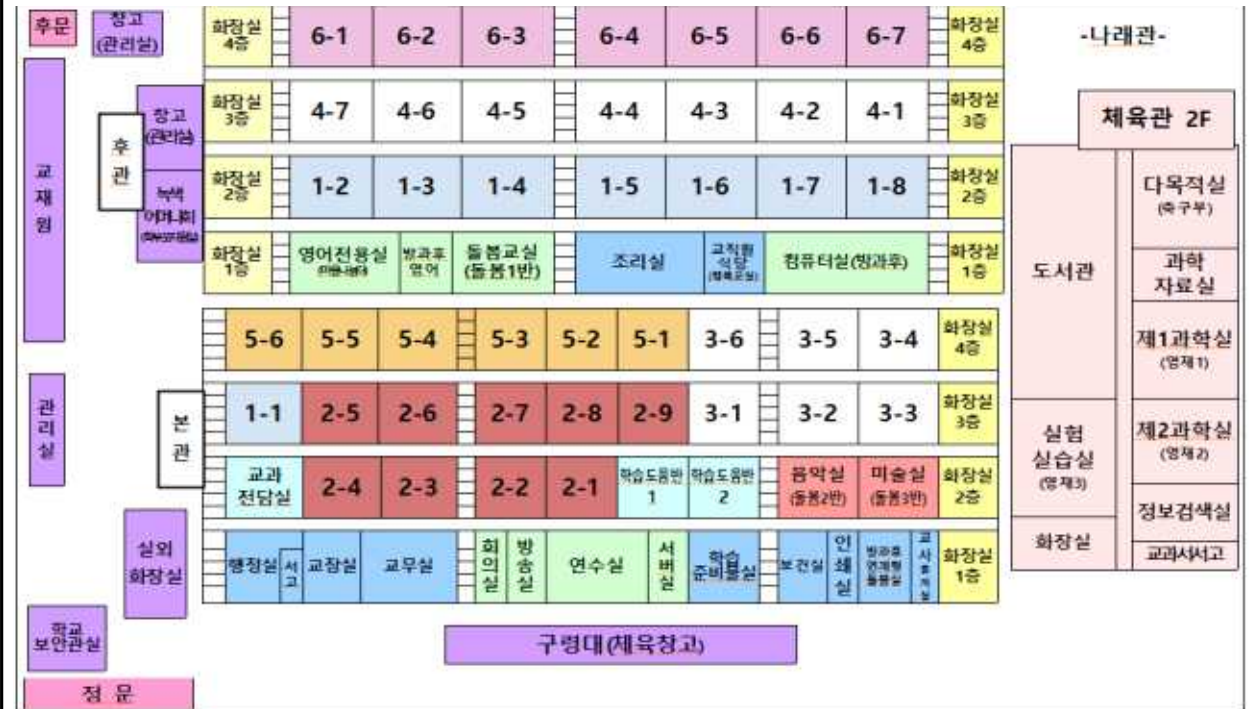 후문
창고
(관리실)
화장실
4층
6-1
6-2
6-3
6-4
6-5
6-6
6-7
화장실
4층
-나래관-
교재원
후관
창고
(관리실)
화장실
3층
4-7
4-6
4-5
4-4
4-3
4-2
4-1
화장실
3층
체육관 2F
녹색
어머니회
화장실
2층
1-2
1-3
1-4
1-5
1-6
1-7
1-8
화장실
2층
화장실
1층
영어전용실
방과후
영어
돌봄교실
(돌봄1반)
조리실
교직원
식당
컴퓨터실(방과후)
화장실
1층
도서관
다목적실
(축구부)
과학
자료실
제1과학실
(영재1)
관리실
본관
5-6
5-5
5-4
5-3
5-2
5-1
3-6
3-5
3-4
화장실
4층
1-1
2-5
2-6
2-7
2-8
2-9
3-1
3-2
3-3
화장실
3층
실험
실습실
(영재3)
제2과학실
(영재2)
교과
전담실
2-4
2-3
2-2
2-1
학습도움반
1
학습도움반
2
음악실
(돌봄2반)
미술실
(돌봄3반)
화장실
2층
정보검색실
실외
화장실
행정실
서고
교장실
교무실
회의실
방송실
연수실
서버실
학습
준비물실
보건실
인쇄실
방과후
연계형
돌봄실
화장실
1층
화장실
교과서서고
학교
보안관실
구령대(체육창고)
정 문